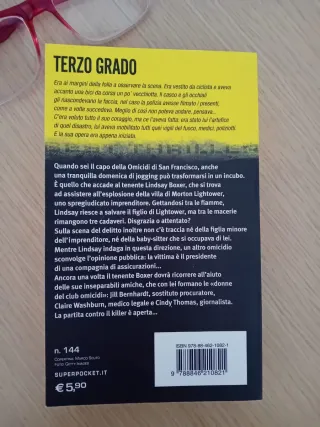 TERZO GRADO
Era ai margini della folla a osservare la scena. Era vestito da ciclista e aveva
accanto una bici da corsa un po' vecchiotta. Il casco e gli occhiali
gli nascondevano la faccia, nel caso la polizia avesse filmato i presenti,
come a volte succedeva. Meglio di così non poteva andare, pensava...
C'era voluto tutto il suo coraggio, ma ce l'aveva fatta: era stato lui l'artefice
di quel disastro, lui aveva mobilitato tutti quei vigili del fuoco, medici, poliziotti.
E la sua opera era appena iniziata.
Quando sei il capo della Omicidi di San Francisco, anche
una tranquilla domenica di jogging può trasformarsi in un incubo.
È quello che accade al tenente Lindsay Boxer, che si trova
ad assistere all'esplosione della villa di Morton Lightower,
uno spregiudicato imprenditore. Gettandosi tra le fiamme,
Lindsay riesce a salvare il figlio di Lightower, ma tra le macerie
rimangono tre cadaveri. Disgrazia o attentato?
Sulla scena del delitto inoltre non c'è traccia né della figlia minore
dell'imprenditore, né della baby-sitter che si occupava di lei.
Mentre Lindsay indaga in questa direzione, un altro omicidio
sconvolge l'opinione pubblica: la vittima è il presidente
di una compagnia di assicurazioni...
Ancora una volta il tenente Boxer dovrà ricorrere all'aiuto
delle sue inseparabili amiche, che con lei formano le «donne
del club omicidi»: Jill Bernhardt, sostituto procuratore,
Claire Washburn, medico legale e Cindy Thomas, giornalista.
La partita contro il killer è aperta...
n. 144
SUPERPOCKET.IT
€ 5,90
9 788846 210821